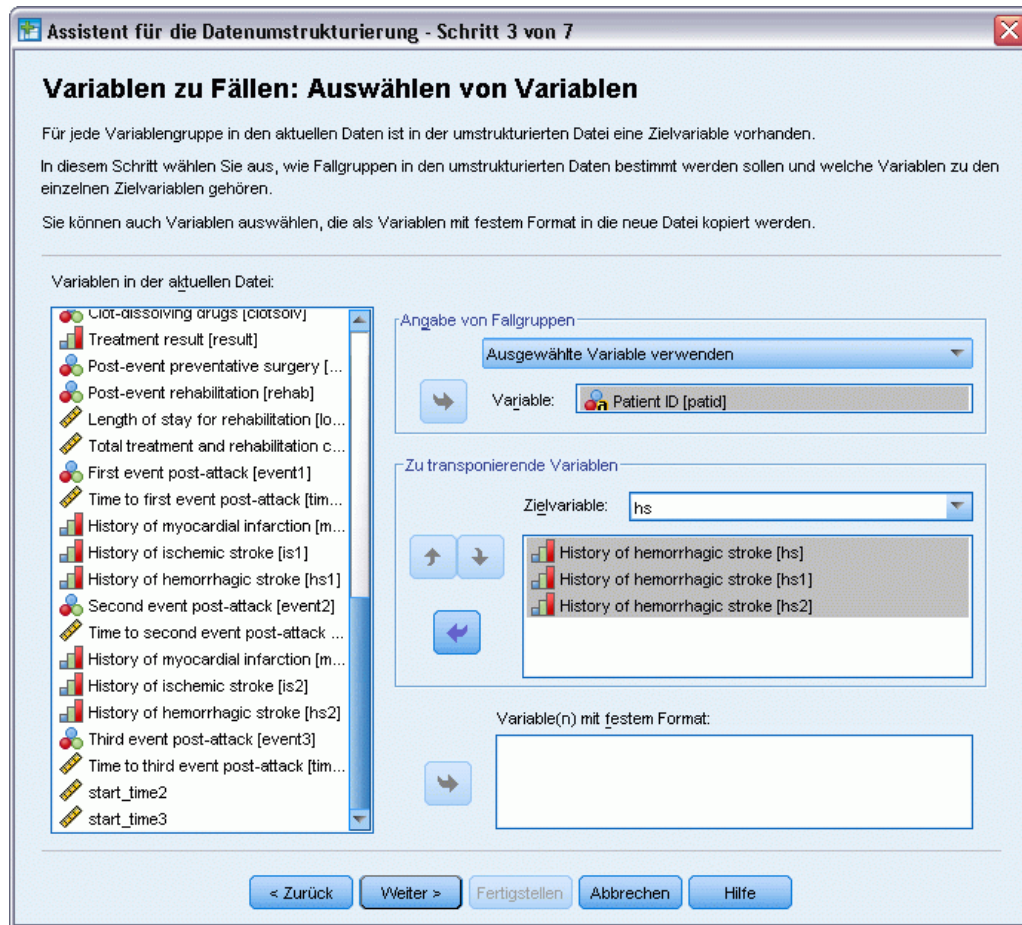 Assistent für die Datenumstrukturierung - Schritt 3 von 7
Variablen zu Fällen: Auswählen von Variablen
Für jede Variablengruppe in den aktuellen Daten ist in der umstrukturierten Datei eine Zielvariable vorhanden.
In diesem Schritt wählen Sie aus, wie Fallgruppen in den umstrukturierten Daten bestimmt werden sollen und welche Variablen zu den
einzelnen Zielvariablen gehören.
Sie können auch Variablen auswählen, die als Variablen mit festem Format in die neue Datei kopiert werden.
Variablen in der aktuellen Datei:
Clot-dissolving drugs [clotsolv]
Treatment result [result]
Post-event preventative surgery [...
Post-event rehabilitation [rehab]
Length of stay for rehabilitation [lo...
Total treatment and rehabilitation c...
First event post-attack [event1]
Time to first event post-attack [tim...
History of myocardial infarction [m...
History of ischemic stroke [is1]
History of hemorrhagic stroke [hs1]
Second event post-attack [event2]
Time to second event post-attack ...
History of myocardial infarction [m...
History of ischemic stroke [is2]
History of hemorrhagic stroke [hs2]
Third event post-attack [event3]
Time to third event post-attack [tim...
start_time2
start_time3
Angabe von Fallgruppen
Ausgewählte Variable verwenden
Variable: Patient ID [patid]
Zu transponierende Variablen
Zielvariable: hs
History of hemorrhagic stroke [hs]
History of hemorrhagic stroke [hs1]
History of hemorrhagic stroke [hs2]
Variable(n) mit festem Format:
< Zurück Weiter > Fertigstellen Abbrechen Hilfe